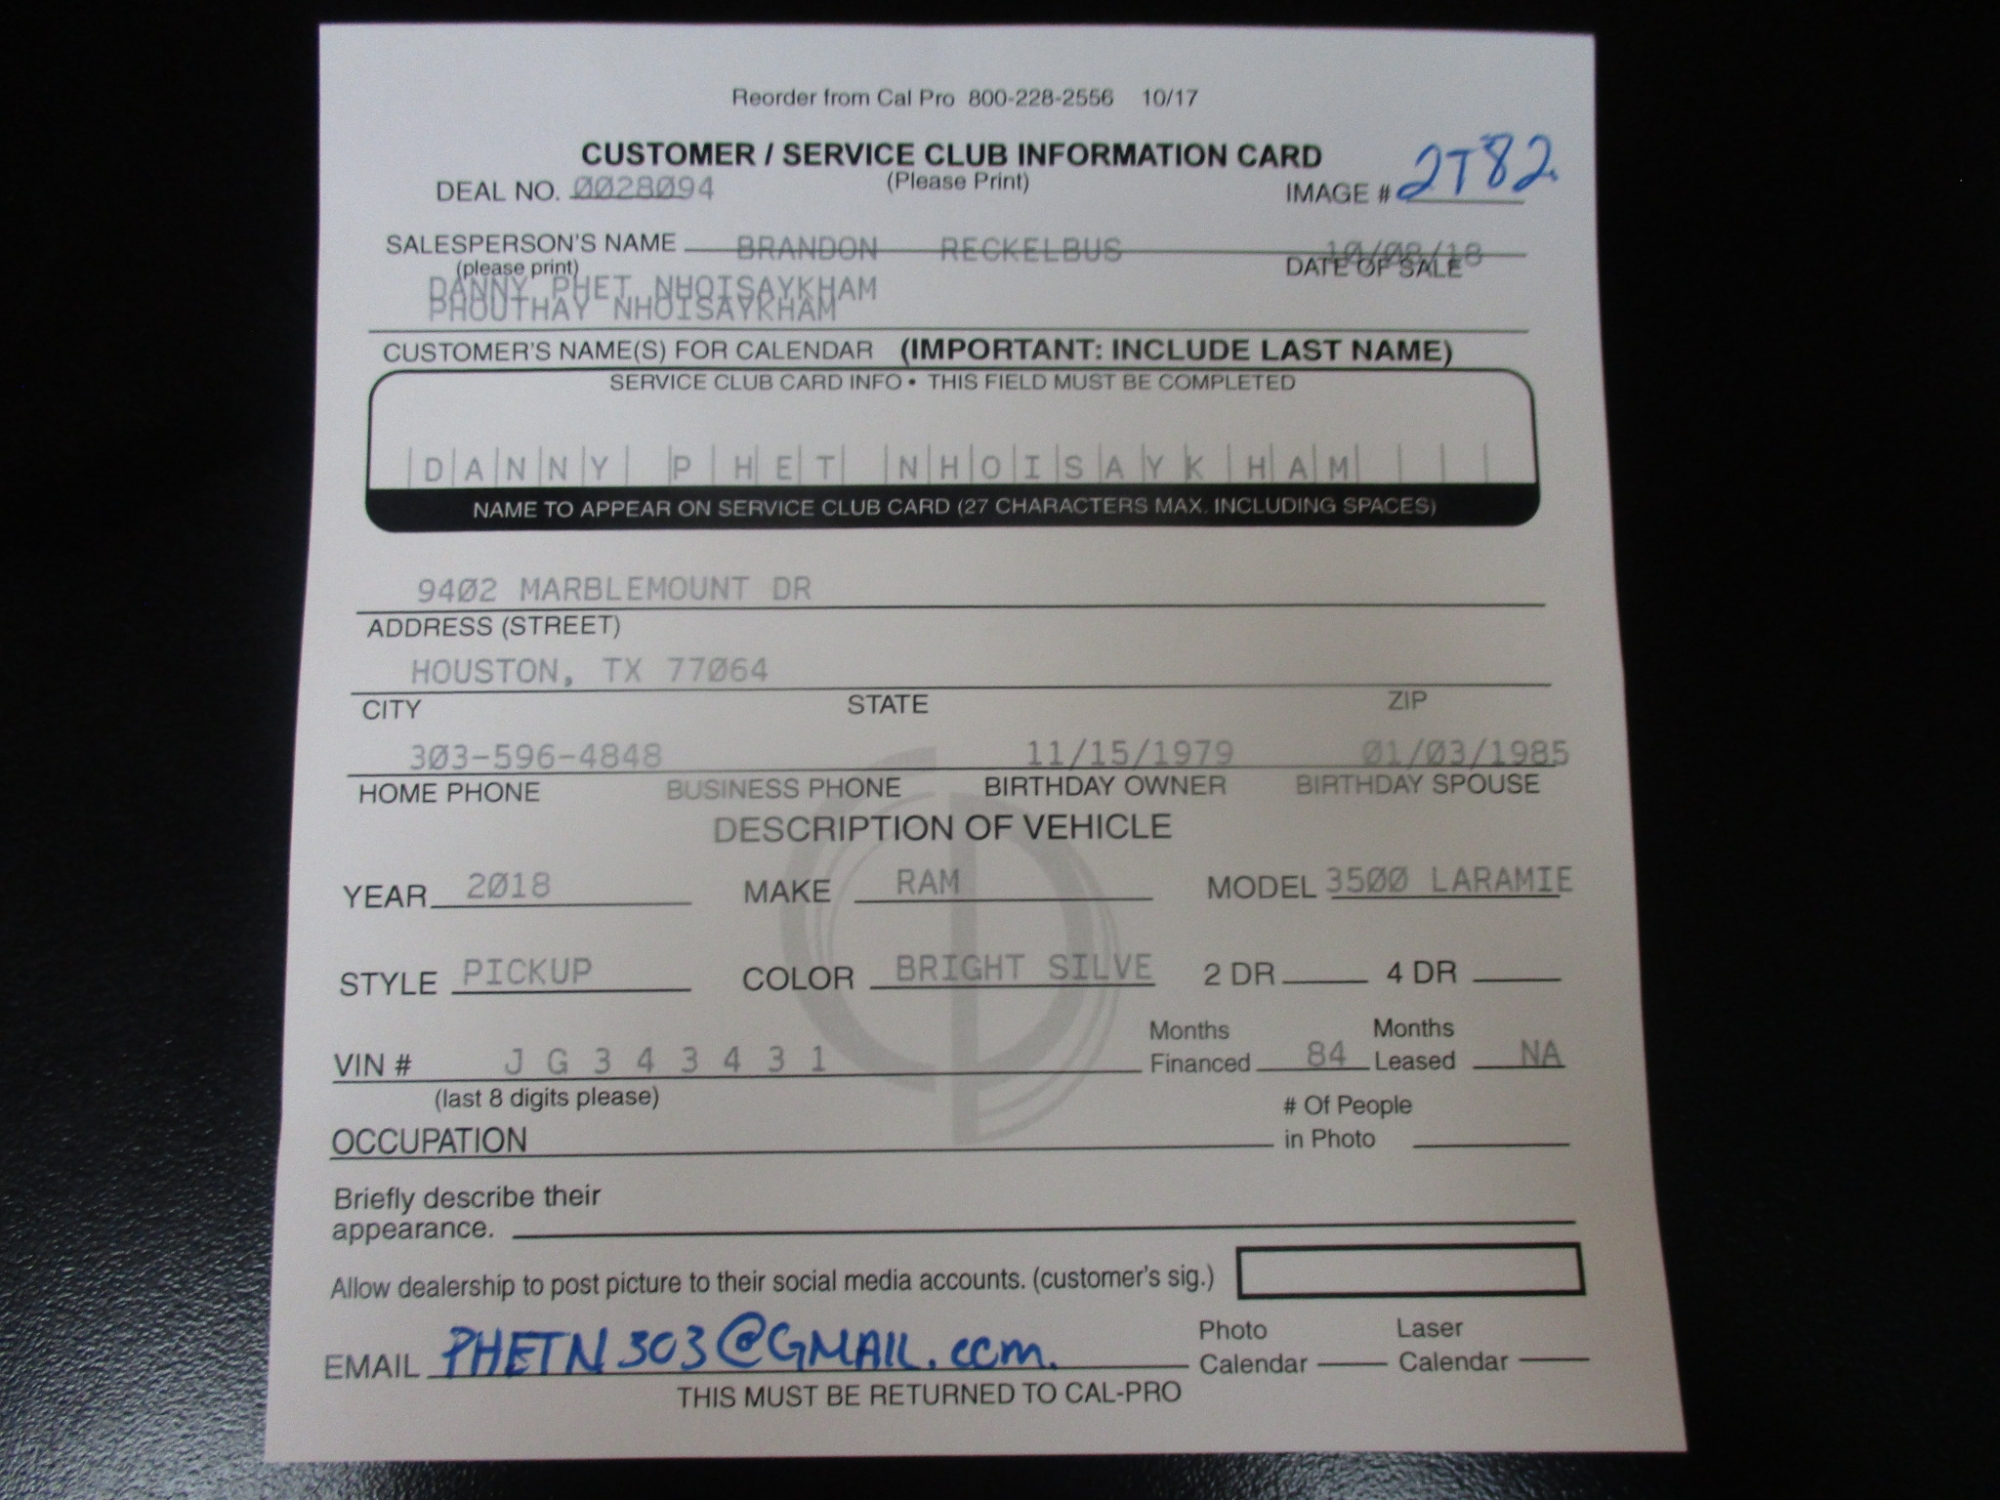 Reorder from Cal Pro 800-228-2556 10/17
CUSTOMER / SERVICE CLUB INFORMATION CARD
(Please Print)
DEAL NO. 0028094 IMAGE # 2T82.
SALESPERSON'S NAME BRANDON RECKELBUS 10/08/18
(please print) DATE OF SALE
DANNY PHET NHOISAYKHAM
PHOUTHAY NHOISAYKHAM
CUSTOMER'S NAME(S) FOR CALENDAR (IMPORTANT: INCLUDE LAST NAME)
SERVICE CLUB CARD INFO • THIS FIELD MUST BE COMPLETED
DANNY PHET NHOISAYKHAM
NAME TO APPEAR ON SERVICE CLUB CARD (27 CHARACTERS MAX. INCLUDING SPACES)
9402 MARBLEMOUNT DR
ADDRESS (STREET)
HOUSTON, TX 77064
CITY STATE ZIP
303-596-4848 11/15/1979 01/03/1985
HOME PHONE BUSINESS PHONE BIRTHDAY OWNER BIRTHDAY SPOUSE
DESCRIPTION OF VEHICLE
YEAR 2018 MAKE RAM MODEL 3500 LARAMIE
STYLE PICKUP COLOR BRIGHT SILVE 2 DR 4 DR
Months Months
VIN # J G 3 4 3 4 3 1 Financed 84 Leased NA
(last 8 digits please)
# Of People
OCCUPATION in Photo
Briefly describe their
appearance.
Allow dealership to post picture to their social media accounts. (customer's sig.)
Photo Laser
EMAIL PHETN303@GMAIL.com. Calendar Calendar
THIS MUST BE RETURNED TO CAL-PRO